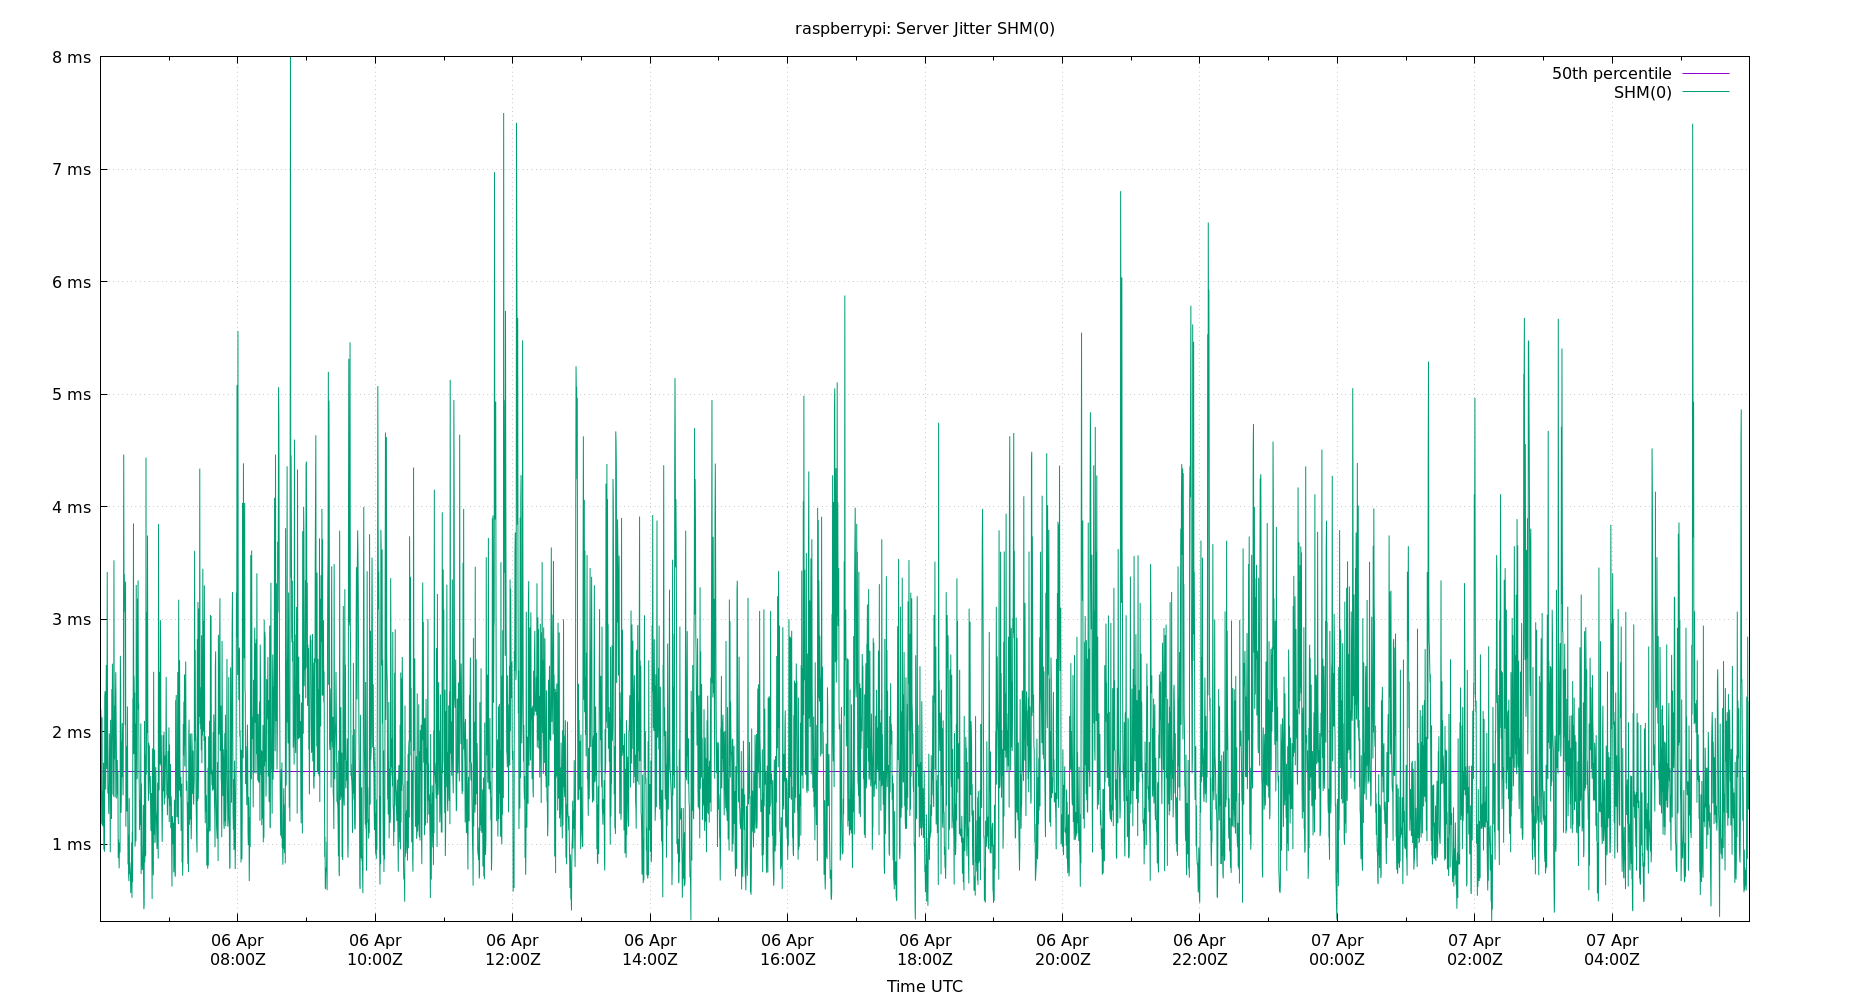 raspberrypi: Server Jitter SHM(0)
50th percentile
SHM(0)
8 ms
7 ms
6 ms
5 ms
4 ms
3 ms
2 ms
1 ms
06 Apr 06 Apr 06 Apr 06 Apr 06 Apr 06 Apr 06 Apr 06 Apr 07 Apr 07 Apr 07 Apr
08:00Z 10:00Z 12:00Z 14:00Z 16:00Z 18:00Z 20:00Z 22:00Z 00:00Z 02:00Z 04:00Z
Time UTC